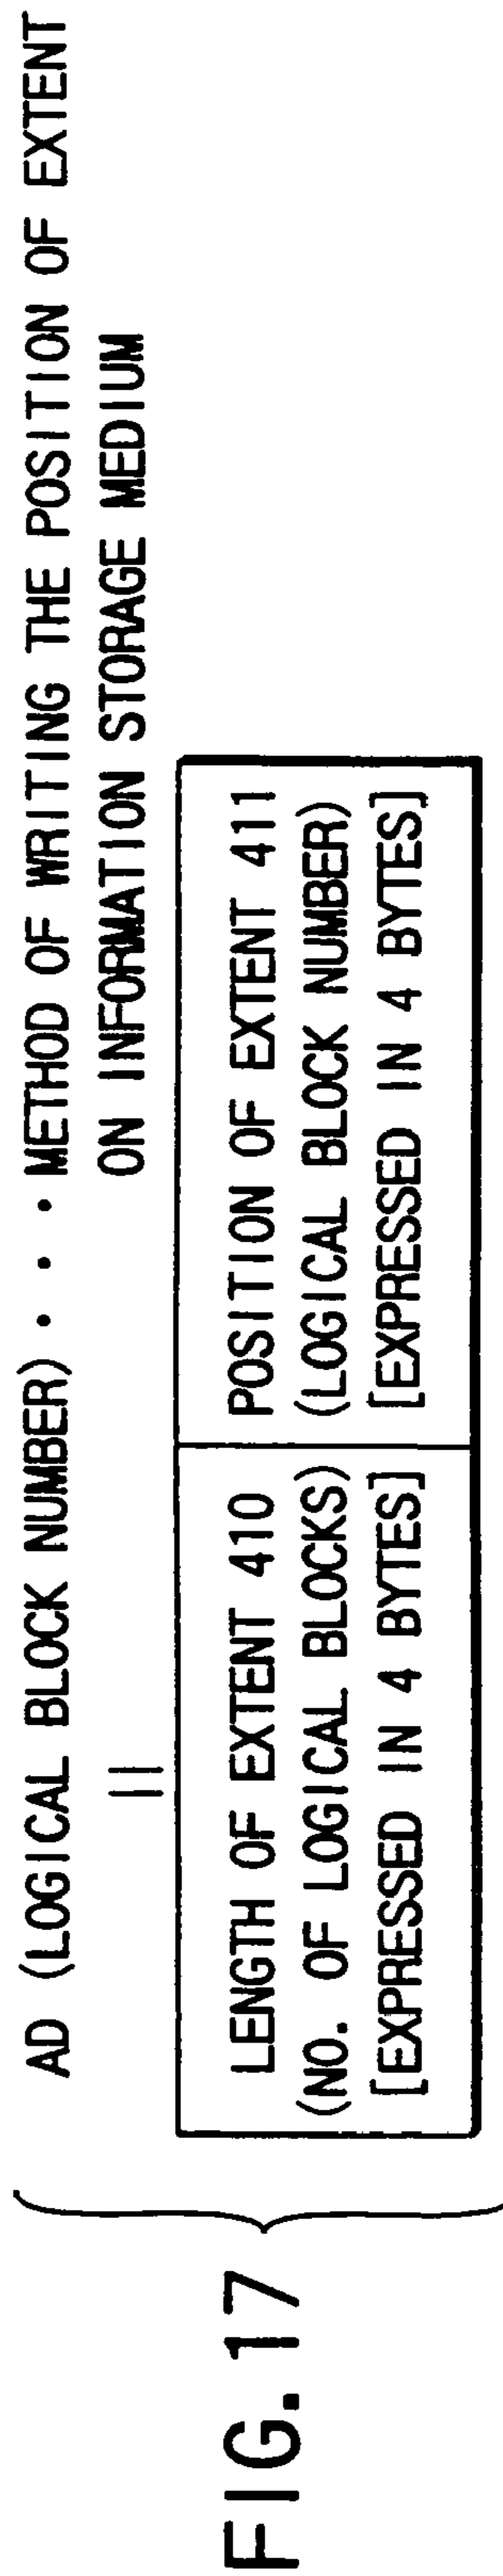 FIG. 17
AD (LOGICAL BLOCK NUMBER) · · · METHOD OF WRITING THE POSITION OF EXTENT
ON INFORMATION STORAGE MEDIUM
||
LENGTH OF EXTENT 410
(NO. OF LOGICAL BLOCKS)
[EXPRESSED IN 4 BYTES]
POSITION OF EXTENT 411
(LOGICAL BLOCK NUMBER)
[EXPRESSED IN 4 BYTES]